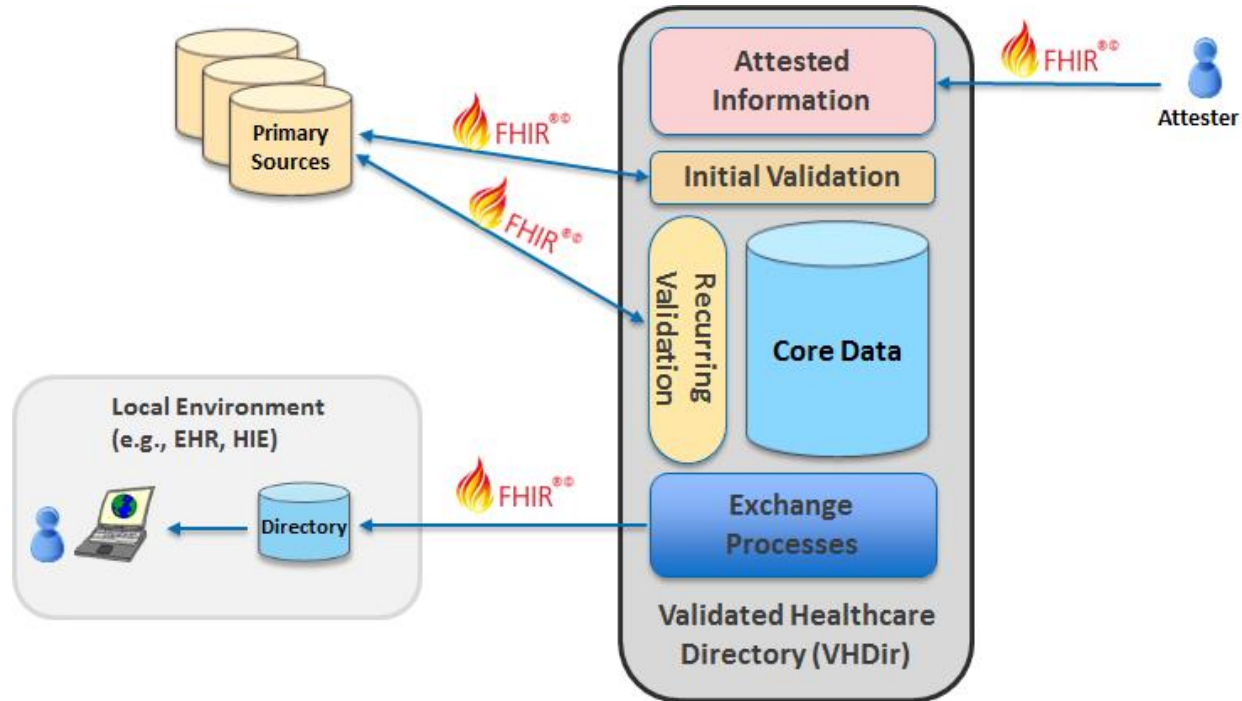 FHIR®©
Attester
Attested
Information
Primary
Sources
FHIR®©
Initial Validation
FHIR®©
Recurring
Validation
Core Data
Local Environment
(e.g., EHR, HIE)
Directory
FHIR®©
Exchange
Processes
Validated Healthcare
Directory (VHDir)